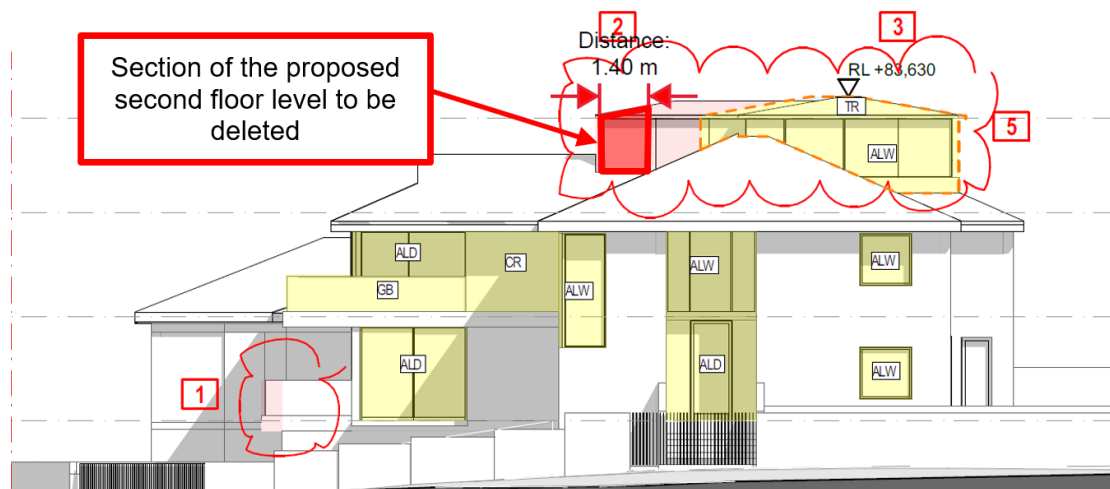 2
3
Distance:
1.40 m
Section of the proposed
second floor level to be
deleted
RL +83,630
TR
5
ALW
ALD
CR
GB
ALW
ALW
ALW
ALD
ALD
ALW
1